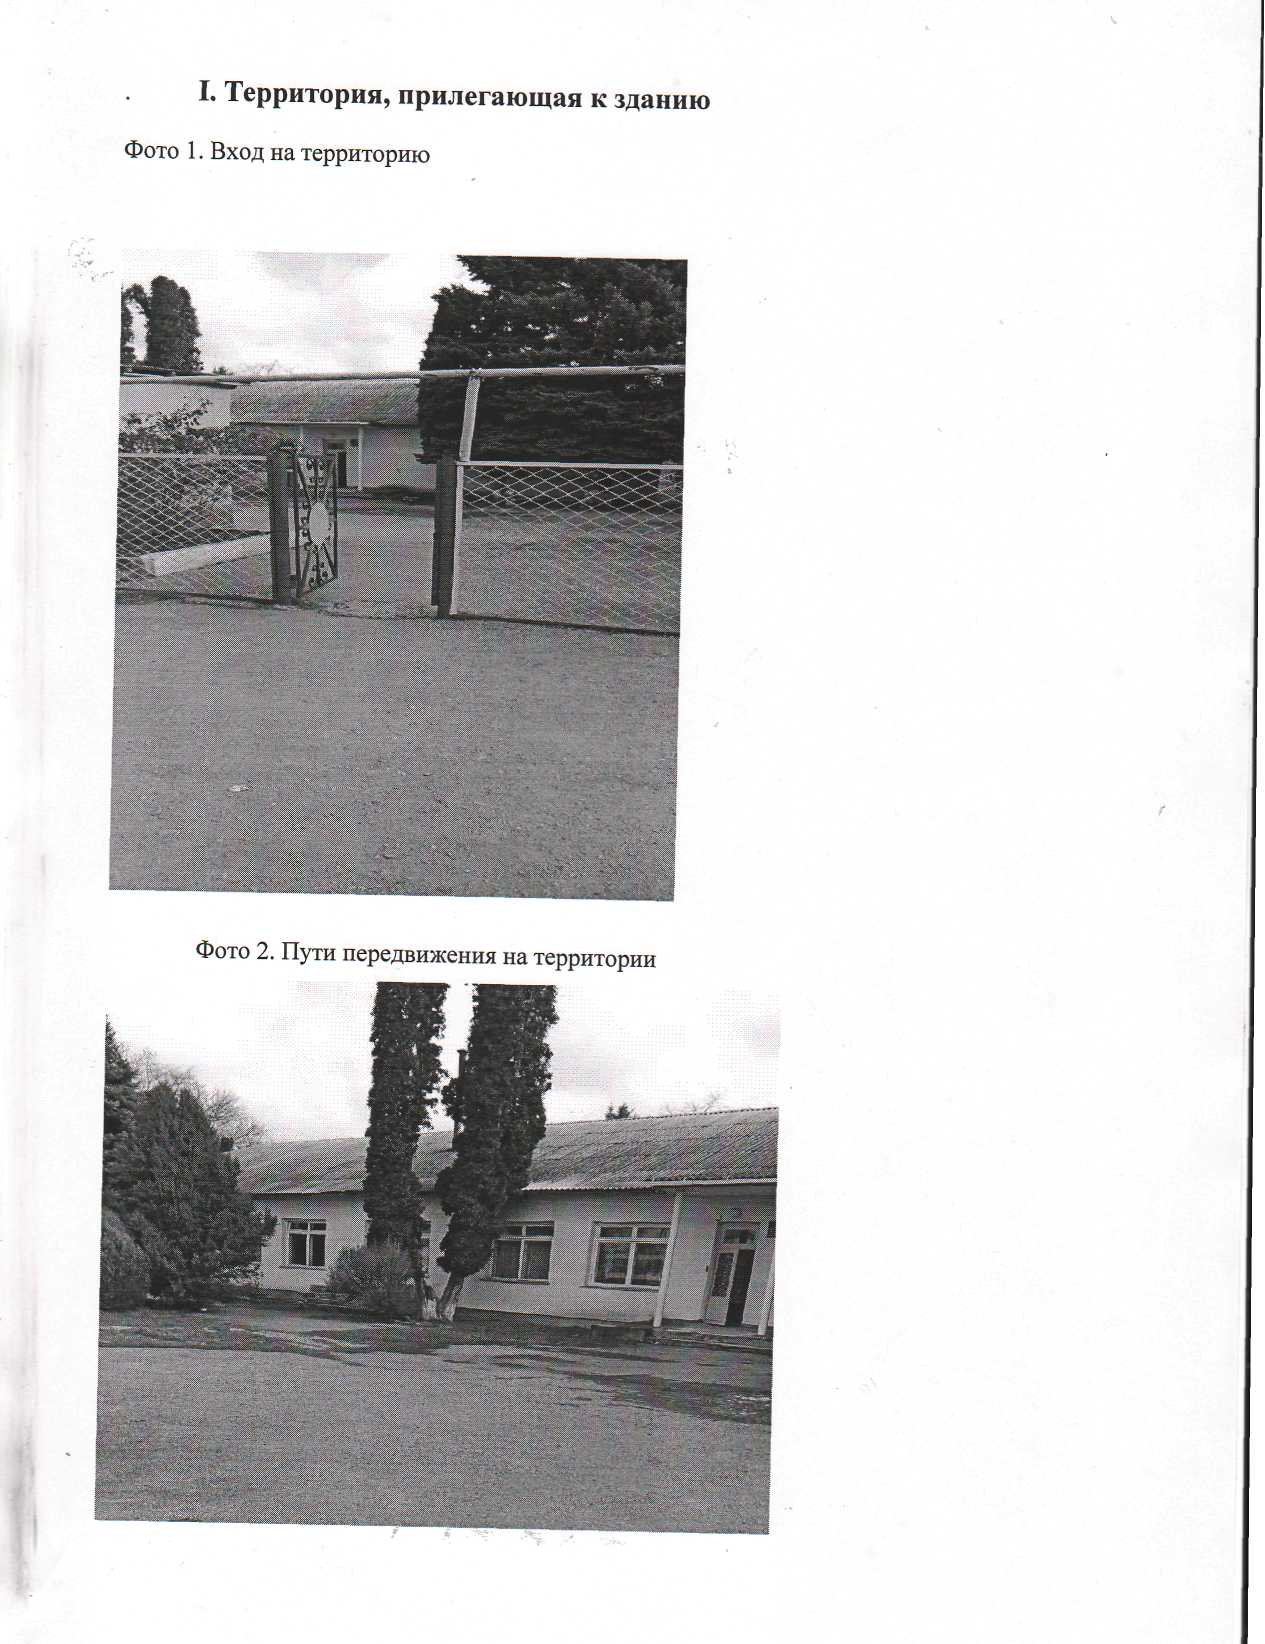 I. Территория, прилегающая к зданию
Фото 1. Вход на территорию
Фото 2. Пути передвижения на территории